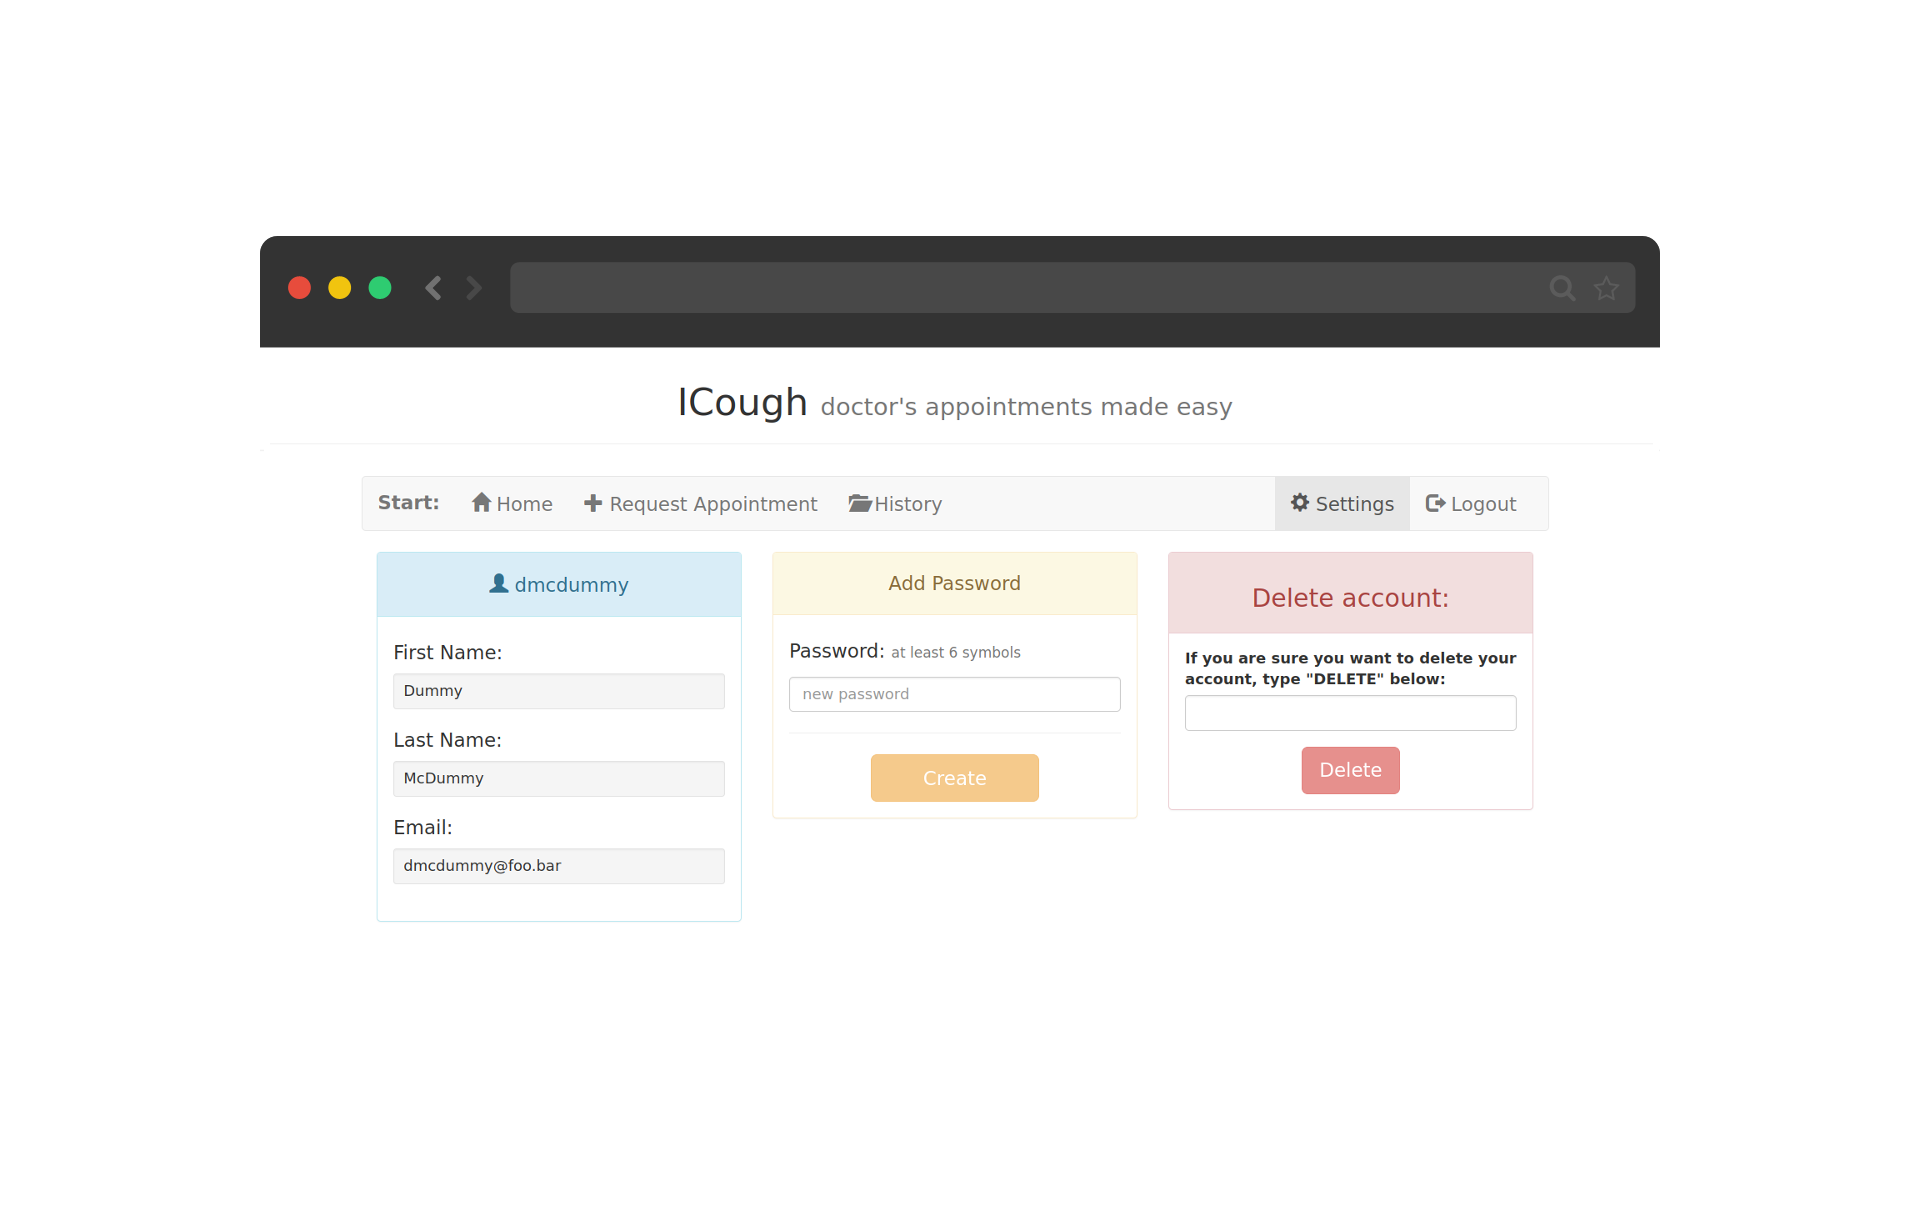 ICough doctor's appointments made easy
Start: Home Request Appointment History Settings Logout
dmcdummy
First Name:
Dummy
Last Name:
McDummy
Email:
dmcdummy@foo.bar
Add Password
Password: at least 6 symbols
new password
Create
Delete account:
If you are sure you want to delete your
account, type "DELETE" below:
Delete